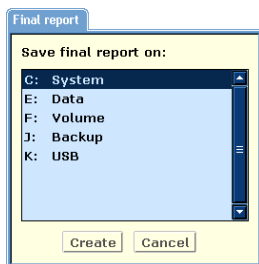 Final report
Save final report on:
C: System
E: Data
F: Volume
J: Backup
K: USB
Create Cancel